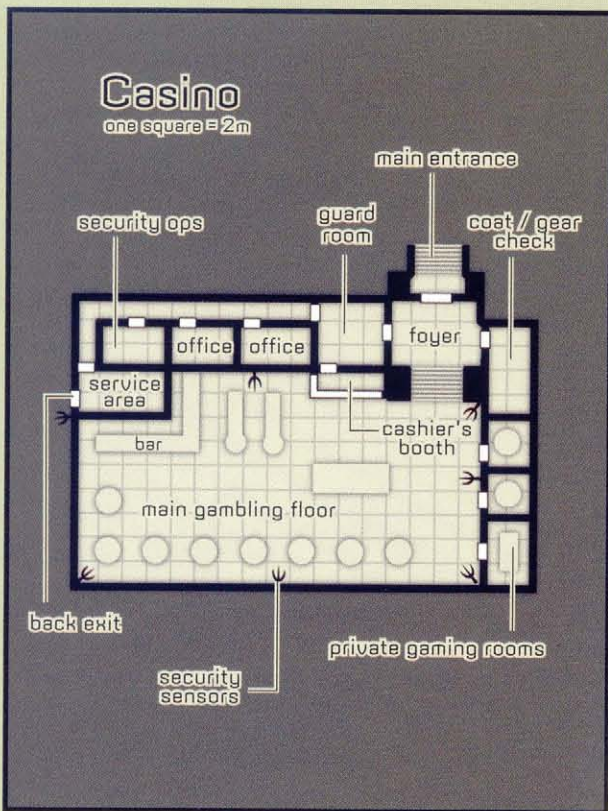 Casino
one square = 2m
main entrance
security ops
guard
room
coat / gear
check
office
office
foyer
service
area
cashier's
booth
bar
main gambling floor
back exit
private gaming rooms
security
sensors